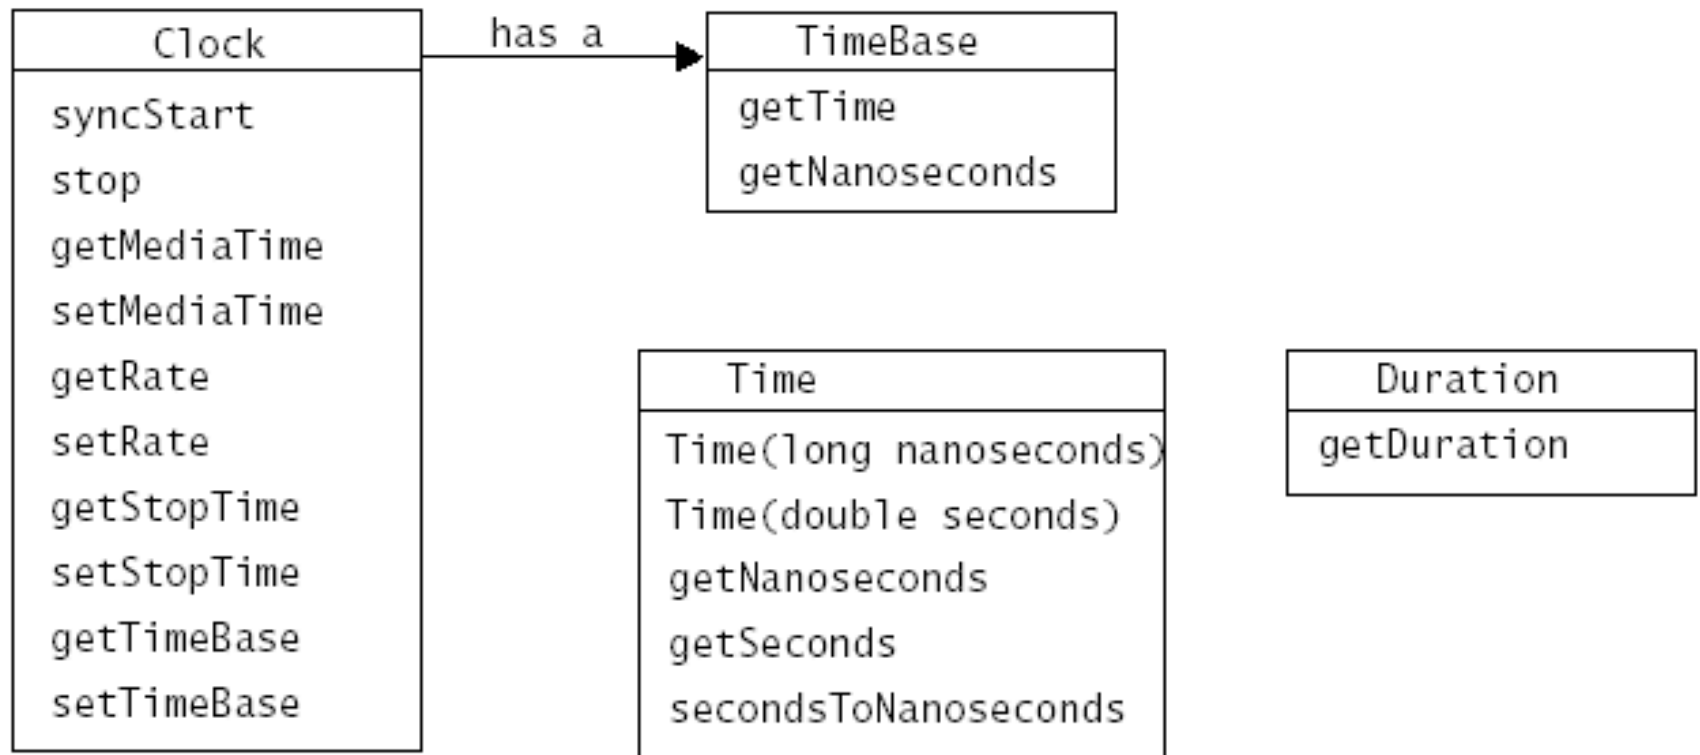 Clock
syncStart
stop
getMediaTime
setMediaTime
getRate
setRate
getStopTime
setStopTime
getTimeBase
setTimeBase
has a
TimeBase
getTime
getNanoseconds
Time
Time(long nanoseconds)
Time(double seconds)
getNanoseconds
getSeconds
secondsToNanoseconds
Duration
getDuration